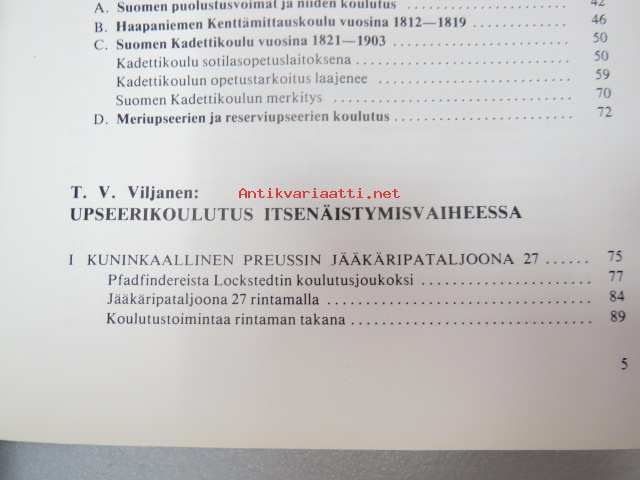 A. Suomen puolustusvoimat ja niiden koulutus .......................... 42
B. Haapaniemen Kenttämittauskoulu vuosina 1812—1819 .......................... 46
C. Suomen Kadettikoulu vuosina 1821—1903 .......................... 50
Kadettikoulu sotilasopetuslaitoksena .......................... 50
Kadettikoulun opetustarkoitus laajenee .......................... 59
Suomen Kadettikoulun merkitys .......................... 70
D. Meriupseerien ja reserviupseerien koulutus .......................... 72
T. V. Viljanen:
Antikvariaatti.net
UPSEERIKOULUTUS ITSENÄISTYMISVAIHEESSA
I KUNINKAALLINEN PREUSSIN JÄÄKÄRIPATALJOONA 27 ...... 75
Pfadfindereista Lockstedtin koulutusjoukoksi .......................... 77
Jääkäripataljoona 27 rintamalla .......................... 84
Koulutustoimintaa rintaman takana .......................... 89
5